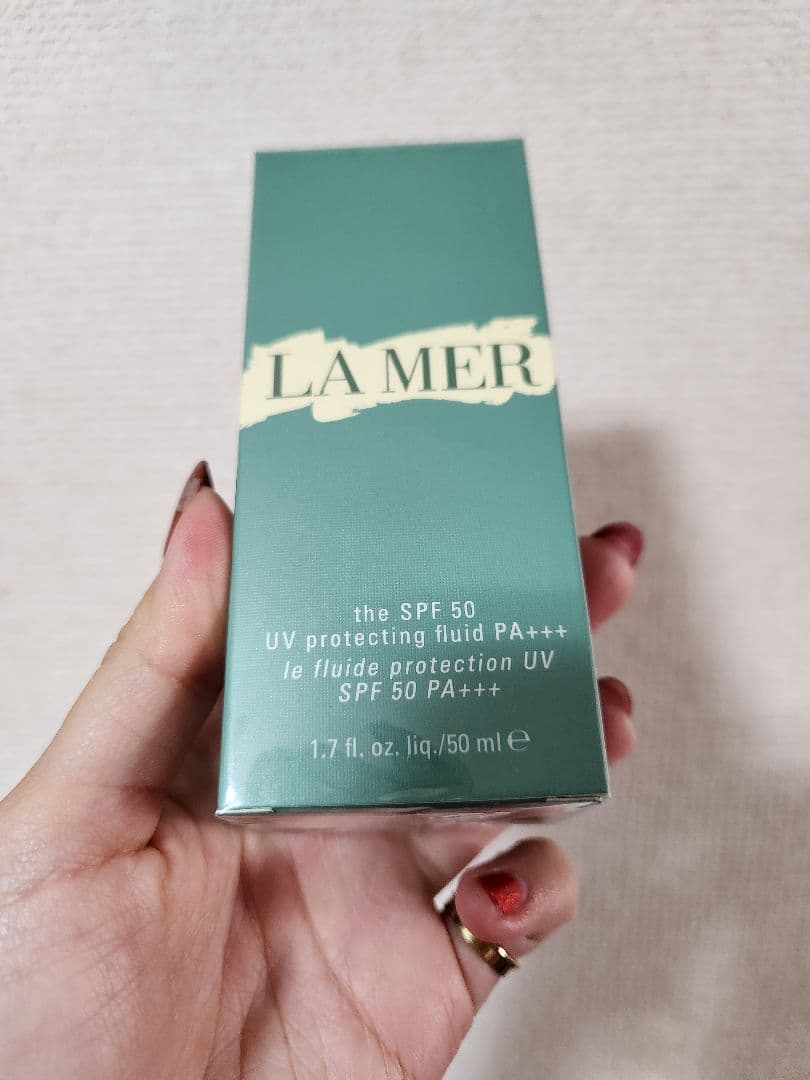 LA MER
the SPF 50
UV protecting fluid PA+++
le fluide protection UV
SPF 50 PA+++
1.7 fl. oz. liq./50 ml ℮